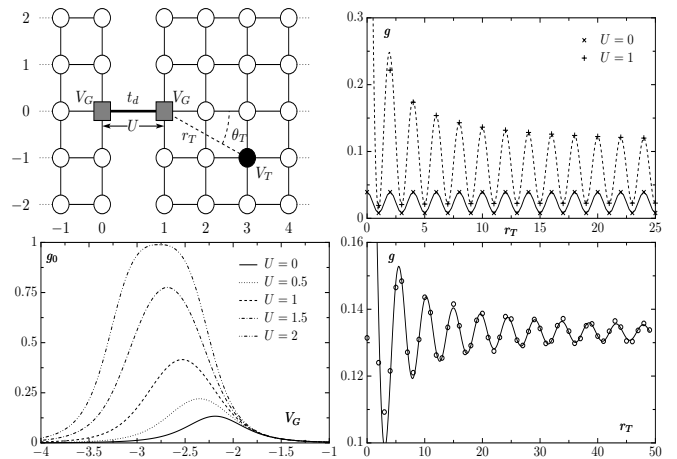 2
1
0
−1
−2
V_G
t_d
V_G
U
r_T
θ_T
V_T
−1 0 1 2 3 4
g
0.3
0.2
0.1
0
× U = 0
+ U = 1
0 5 10 15 20 25
r_T
g_0
1
0.75
0.5
0.25
0
U = 0
U = 0.5
U = 1
U = 1.5
U = 2
V_G
−4 −3.5 −3 −2.5 −2 −1.5 −1
g
0.16
0.14
0.12
0.1
r_T
0 10 20 30 40 50